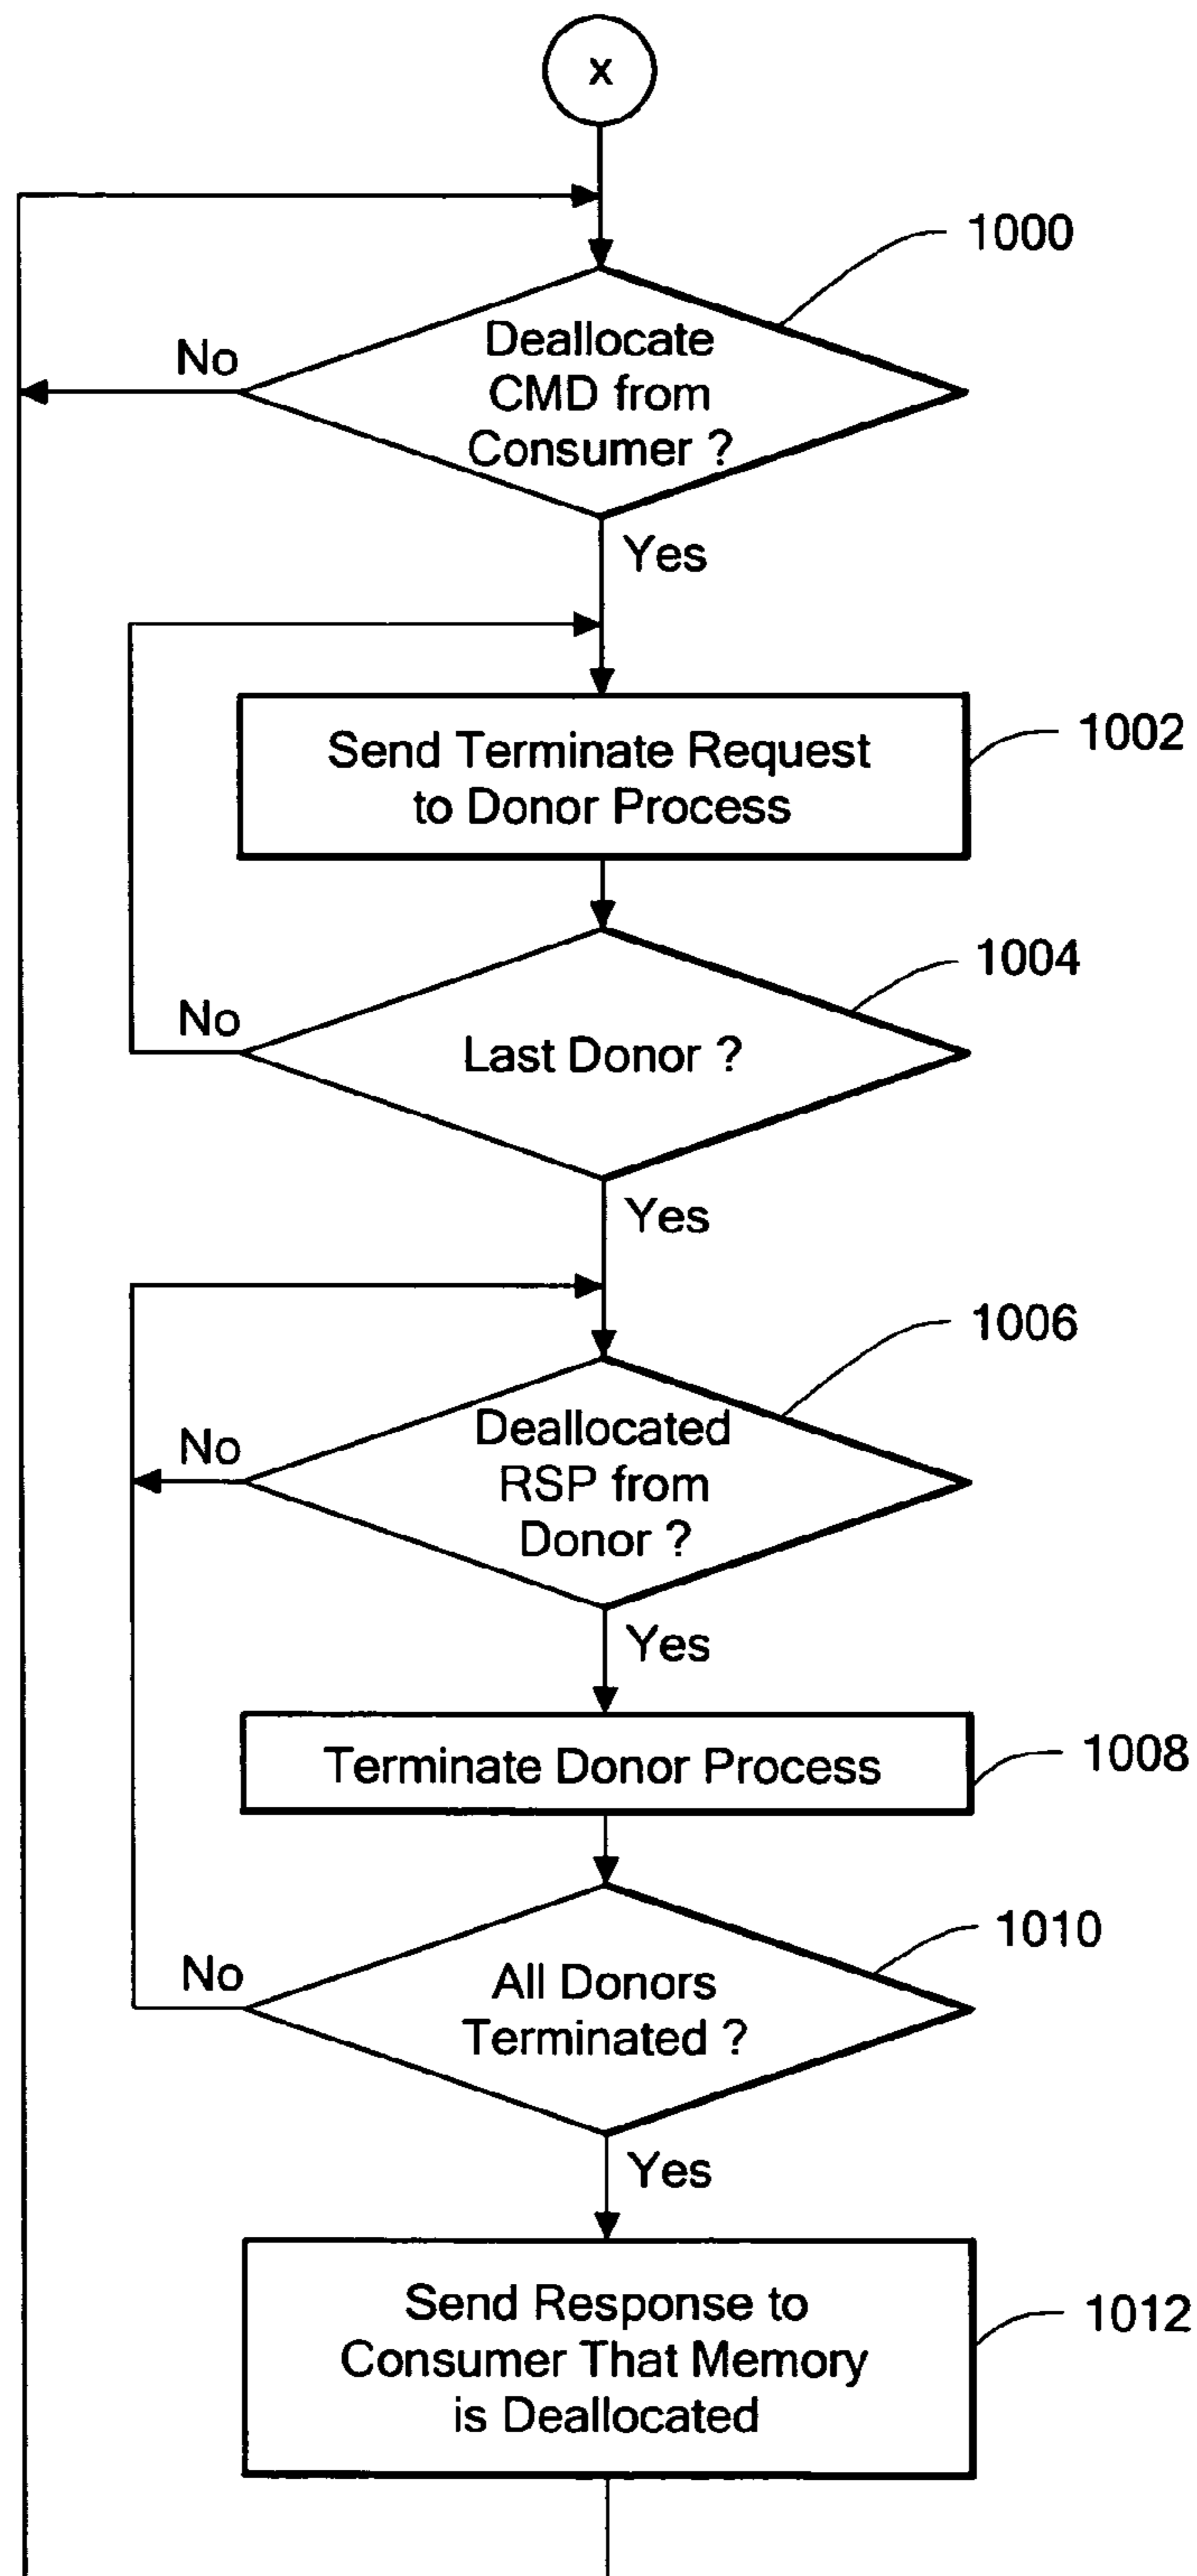 x
1000
No
Deallocate
CMD from
Consumer ?
Yes
Send Terminate Request
to Donor Process
1002
1004
No
Last Donor ?
Yes
1006
No
Deallocated
RSP from
Donor ?
Yes
Terminate Donor Process
1008
1010
No
All Donors
Terminated ?
Yes
Send Response to
Consumer That Memory
is Deallocated
1012